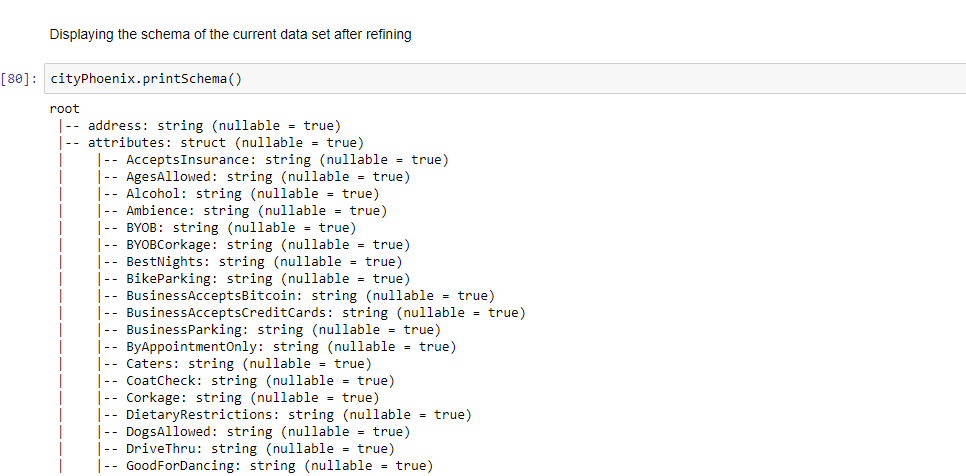 Displaying the schema of the current data set after refining
[80]: cityPhoenix.printSchema()
root
|-- address: string (nullable = true)
|-- attributes: struct (nullable = true)
|    |-- AcceptsInsurance: string (nullable = true)
|    |-- AgesAllowed: string (nullable = true)
|    |-- Alcohol: string (nullable = true)
|    |-- Ambience: string (nullable = true)
|    |-- BYOB: string (nullable = true)
|    |-- BYOBCorkage: string (nullable = true)
|    |-- BestNights: string (nullable = true)
|    |-- BikeParking: string (nullable = true)
|    |-- BusinessAcceptsBitcoin: string (nullable = true)
|    |-- BusinessAcceptsCreditCards: string (nullable = true)
|    |-- BusinessParking: string (nullable = true)
|    |-- ByAppointmentOnly: string (nullable = true)
|    |-- Caters: string (nullable = true)
|    |-- CoatCheck: string (nullable = true)
|    |-- Corkage: string (nullable = true)
|    |-- DietaryRestrictions: string (nullable = true)
|    |-- DogsAllowed: string (nullable = true)
|    |-- DriveThru: string (nullable = true)
|    |-- GoodForDancing: string (nullable = true)